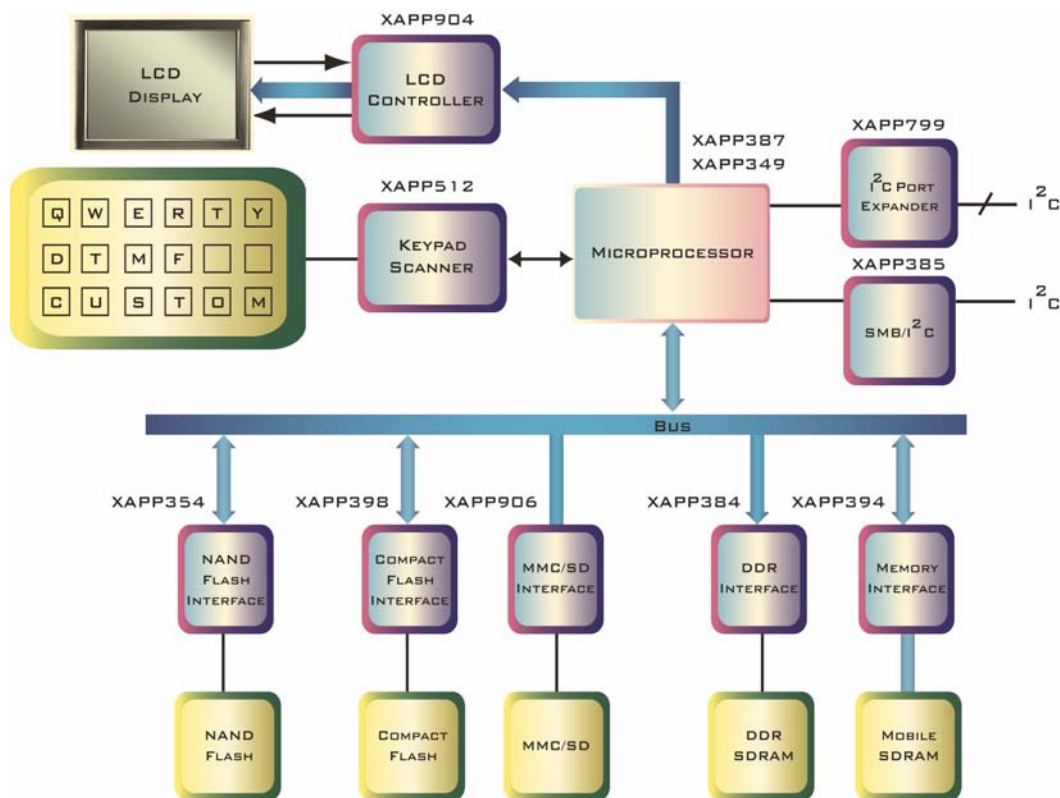 XAPP904
LCD
DISPLAY
LCD
CONTROLLER
XAPP387
XAPP349
XAPP799
I²C PORT
EXPANDER
I²C
Q W E R T Y
D T M F
C U S T O M
XAPP512
KEYPAD
SCANNER
MICROPROCESSOR
XAPP385
SMB/I²C
I²C
BUS
XAPP354
XAPP398
XAPP906
XAPP384
XAPP394
NAND
FLASH
INTERFACE
COMPACT
FLASH
INTERFACE
MMC/SD
INTERFACE
DDR
INTERFACE
MEMORY
INTERFACE
NAND
FLASH
COMPACT
FLASH
MMC/SD
DDR
SDRAM
MOBILE
SDRAM